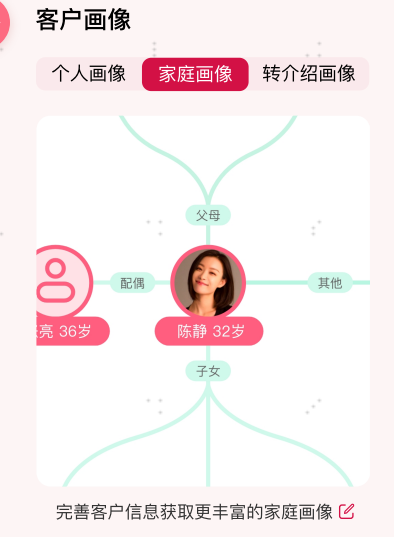 客户画像
个人画像 家庭画像 转介绍画像
父母
配偶 其他
亮 36岁 陈静 32岁
子女
完善客户信息获取更丰富的家庭画像